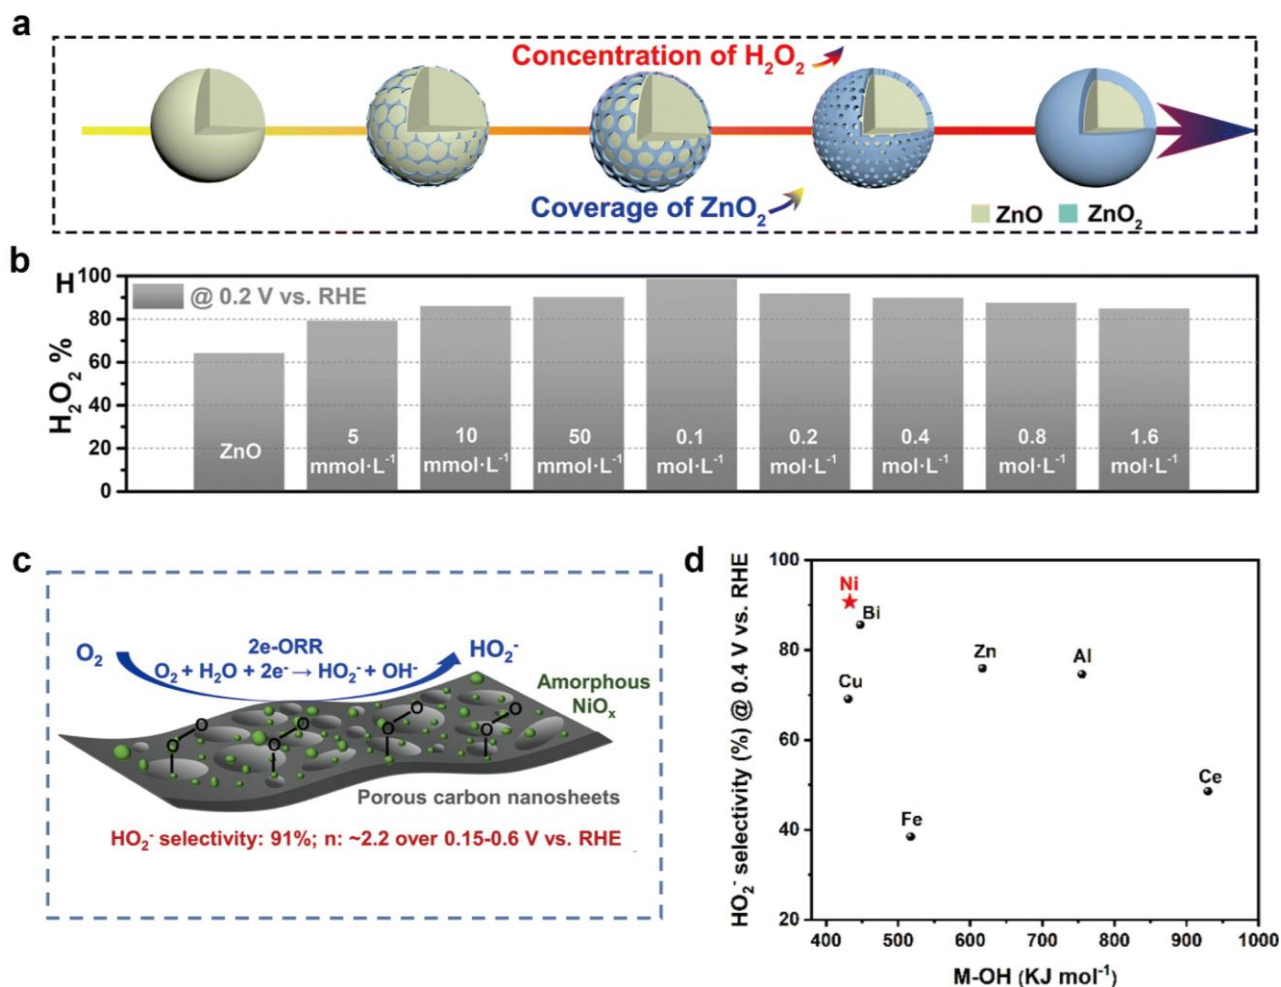 a
Concentration of H₂O₂
Coverage of ZnO₂
ZnO ZnO₂
b
H
100
80
60
40
20
0
H₂O₂ %
@ 0.2 V vs. RHE
ZnO
5
mmol·L⁻¹
10
mmol·L⁻¹
50
mmol·L⁻¹
0.1
mol·L⁻¹
0.2
mol·L⁻¹
0.4
mol·L⁻¹
0.8
mol·L⁻¹
1.6
mol·L⁻¹
c
2e-ORR
O₂
O₂ + H₂O + 2e⁻ → HO₂⁻ + OH⁻
HO₂⁻
Amorphous
NiOₓ
O O O O
O O O O
Porous carbon nanosheets
HO₂⁻ selectivity: 91%; n: ~2.2 over 0.15-0.6 V vs. RHE
d
HO₂⁻ selectivity (%) @ 0.4 V vs. RHE
100
80
60
40
20
Ni
Bi
Cu
Zn
Al
Fe
Ce
400 500 600 700 800 900 1000
M-OH (KJ mol⁻¹)